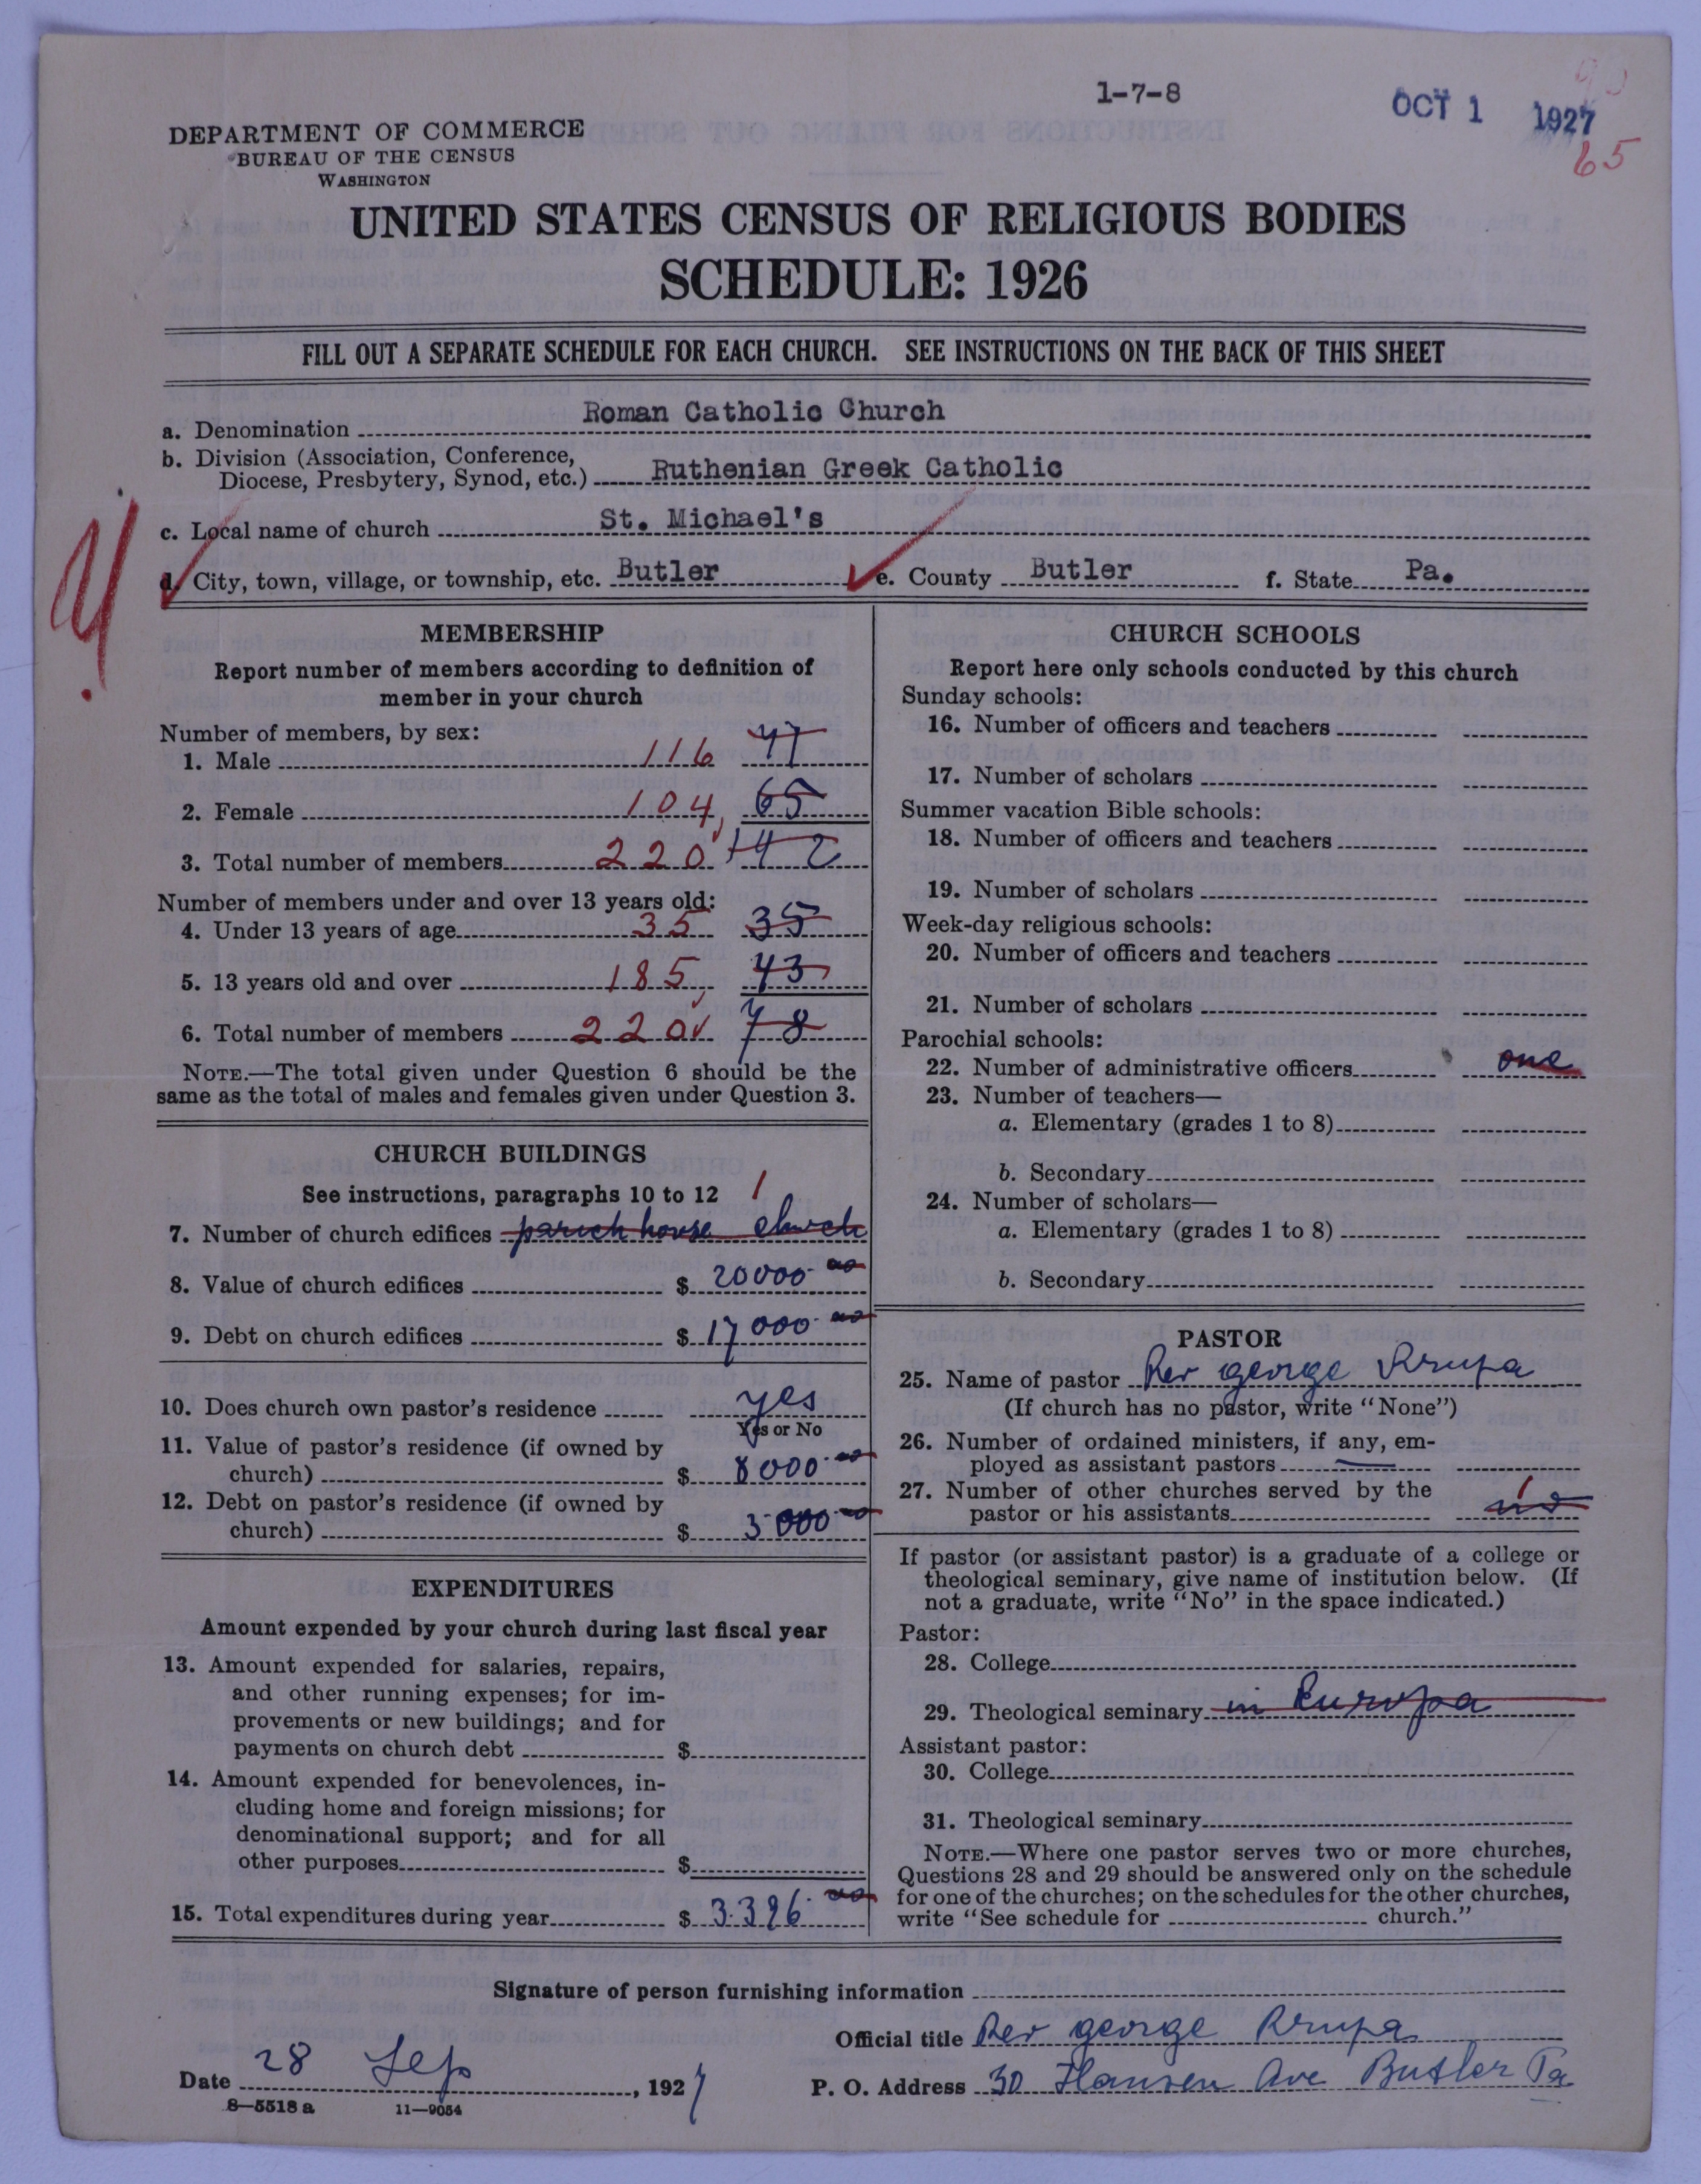 1-7-8
OCT 1 1927
65
DEPARTMENT OF COMMERCE
BUREAU OF THE CENSUS
WASHINGTON
UNITED STATES CENSUS OF RELIGIOUS BODIES
SCHEDULE: 1926
FILL OUT A SEPARATE SCHEDULE FOR EACH CHURCH. SEE INSTRUCTIONS ON THE BACK OF THIS SHEET
a. Denomination Roman Catholic Church
b. Division (Association, Conference,
Diocese, Presbytery, Synod, etc.) Ruthenian Greek Catholic
c. Local name of church St. Michael's
d. City, town, village, or township, etc. Butler e. County Butler f. State Pa.
MEMBERSHIP
Report number of members according to definition of
member in your church
Number of members, by sex:
1. Male 116 77
2. Female 104 65
3. Total number of members 220 142
Number of members under and over 13 years old:
4. Under 13 years of age 35 35
5. 13 years old and over 185 43
6. Total number of members 220 78
NOTE.—The total given under Question 6 should be the
same as the total of males and females given under Question 3.
CHURCH BUILDINGS
See instructions, paragraphs 10 to 12 1
7. Number of church edifices parich house church
8. Value of church edifices $ 20000 00
9. Debt on church edifices $ 17000 00
10. Does church own pastor's residence yes
Yes or No
11. Value of pastor's residence (if owned by
church) $ 8000 00
12. Debt on pastor's residence (if owned by
church) $ 3000 00
EXPENDITURES
Amount expended by your church during last fiscal year
13. Amount expended for salaries, repairs,
and other running expenses; for im-
provements or new buildings; and for
payments on church debt $
14. Amount expended for benevolences, in-
cluding home and foreign missions; for
denominational support; and for all
other purposes $
15. Total expenditures during year $ 3396 00
CHURCH SCHOOLS
Report here only schools conducted by this church
Sunday schools:
16. Number of officers and teachers
17. Number of scholars
Summer vacation Bible schools:
18. Number of officers and teachers
19. Number of scholars
Week-day religious schools:
20. Number of officers and teachers
21. Number of scholars
Parochial schools:
22. Number of administrative officers one
23. Number of teachers—
a. Elementary (grades 1 to 8)
b. Secondary
24. Number of scholars—
a. Elementary (grades 1 to 8)
b. Secondary
PASTOR
25. Name of pastor Rev george Krupa
(If church has no pastor, write "None")
26. Number of ordained ministers, if any, em-
ployed as assistant pastors —
27. Number of other churches served by the
pastor or his assistants no 1
If pastor (or assistant pastor) is a graduate of a college or
theological seminary, give name of institution below. (If
not a graduate, write "No" in the space indicated.)
Pastor:
28. College
29. Theological seminary in Europa
Assistant pastor:
30. College
31. Theological seminary
NOTE.—Where one pastor serves two or more churches,
Questions 28 and 29 should be answered only on the schedule
for one of the churches; on the schedules for the other churches,
write "See schedule for church."
Signature of person furnishing information
Official title Rev george Krupa
Date 28 Sep, 1927 P. O. Address 30 Hansen Ave Butler Pa
8—5518a 11—9054